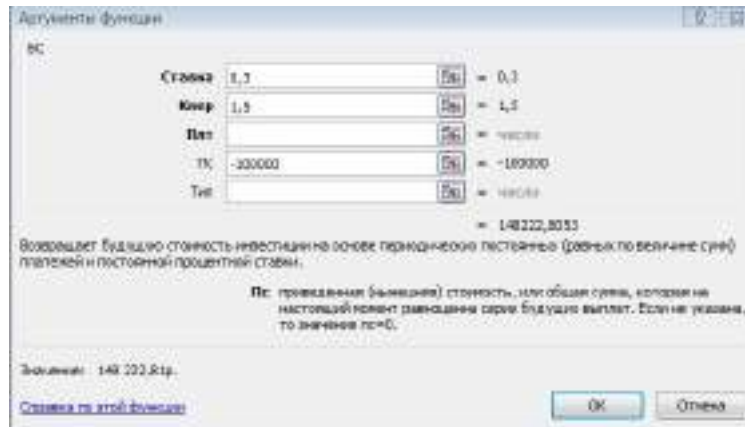 Аргументы функции
БС
Ставка 0,3 = 0,3
Кпер 1,5 = 1,5
Плт = число
Пс -100000 = -100000
Тип = число
= 148222,8053
Возвращает будущую стоимость инвестиции на основе периодических постоянных (равных по величине сумм)
платежей и постоянной процентной ставки.
Пс приведенная (нынешняя) стоимость, или общая сумма, которая на
настоящий момент равноценна серии будущих выплат. Если не указана,
то значение пс=0.
Значение: 148 222,81р.
Справка по этой функции
ОК
Отмена